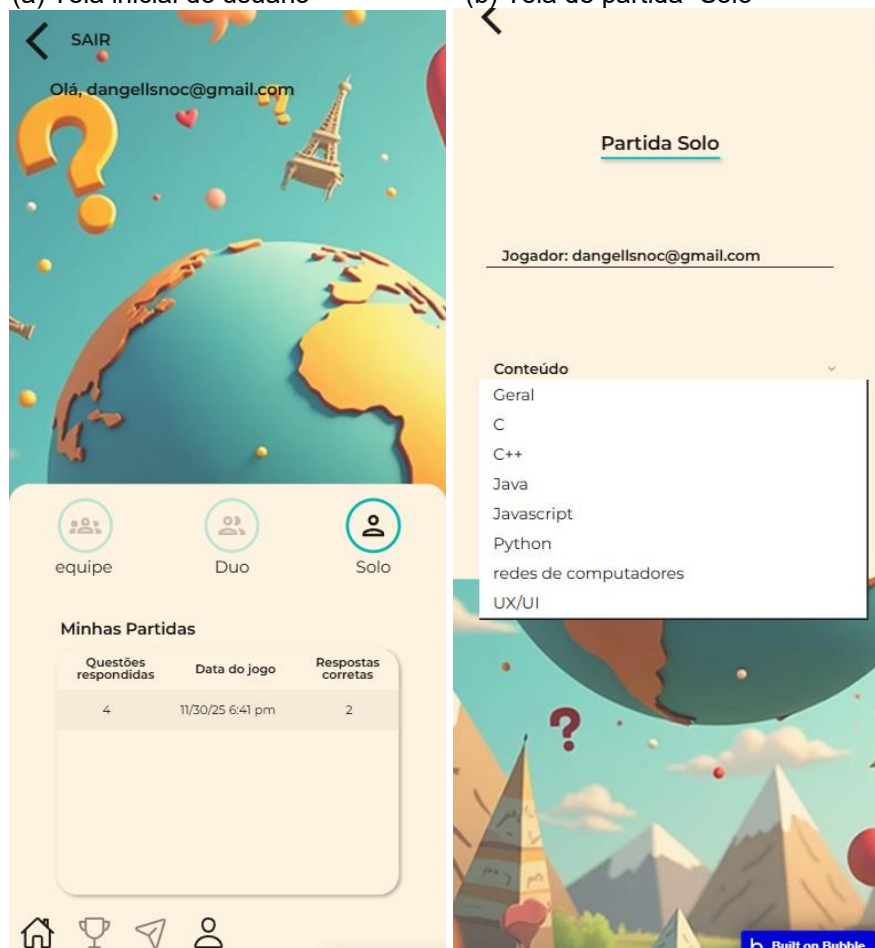 (a) Tela inicial do usuário
SAIR
Olá, dangellsnoc@gmail.com
equipe
Duo
Solo
Minhas Partidas
Questões respondidas
Data do jogo
Respostas corretas
4
11/30/25 6:41 pm
2
(b) Tela de partida "Solo"
Partida Solo
Jogador: dangellsnoc@gmail.com
Conteúdo
Geral
C
C++
Java
Javascript
Python
redes de computadores
UX/UI
Built on Bubble